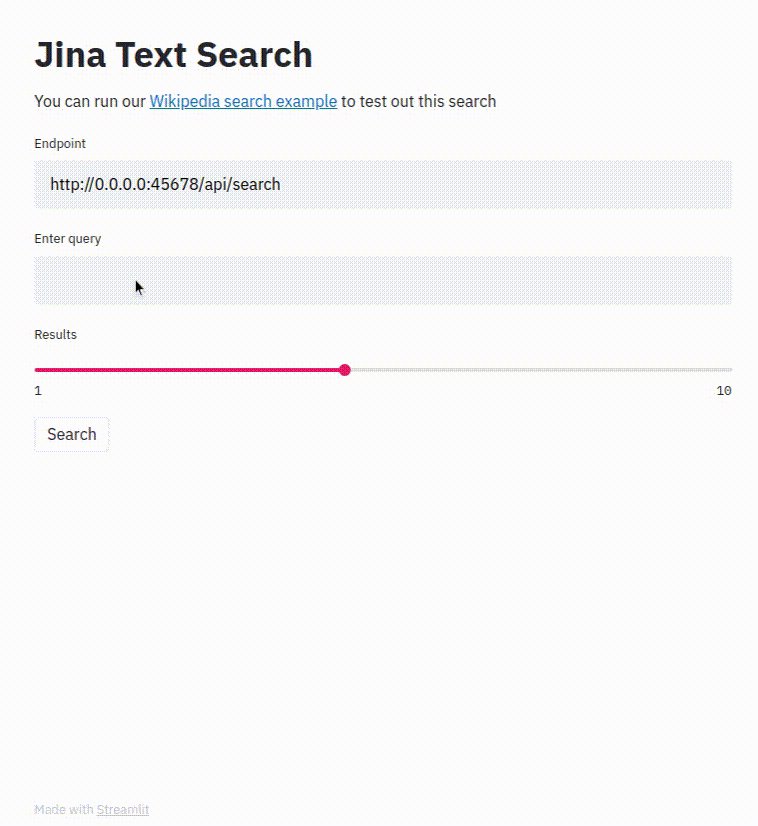 Jina Text Search
You can run our Wikipedia search example to test out this search
Endpoint
http://0.0.0.0:45678/api/search
Enter query
Results
1 10
Search
Made with Streamlit